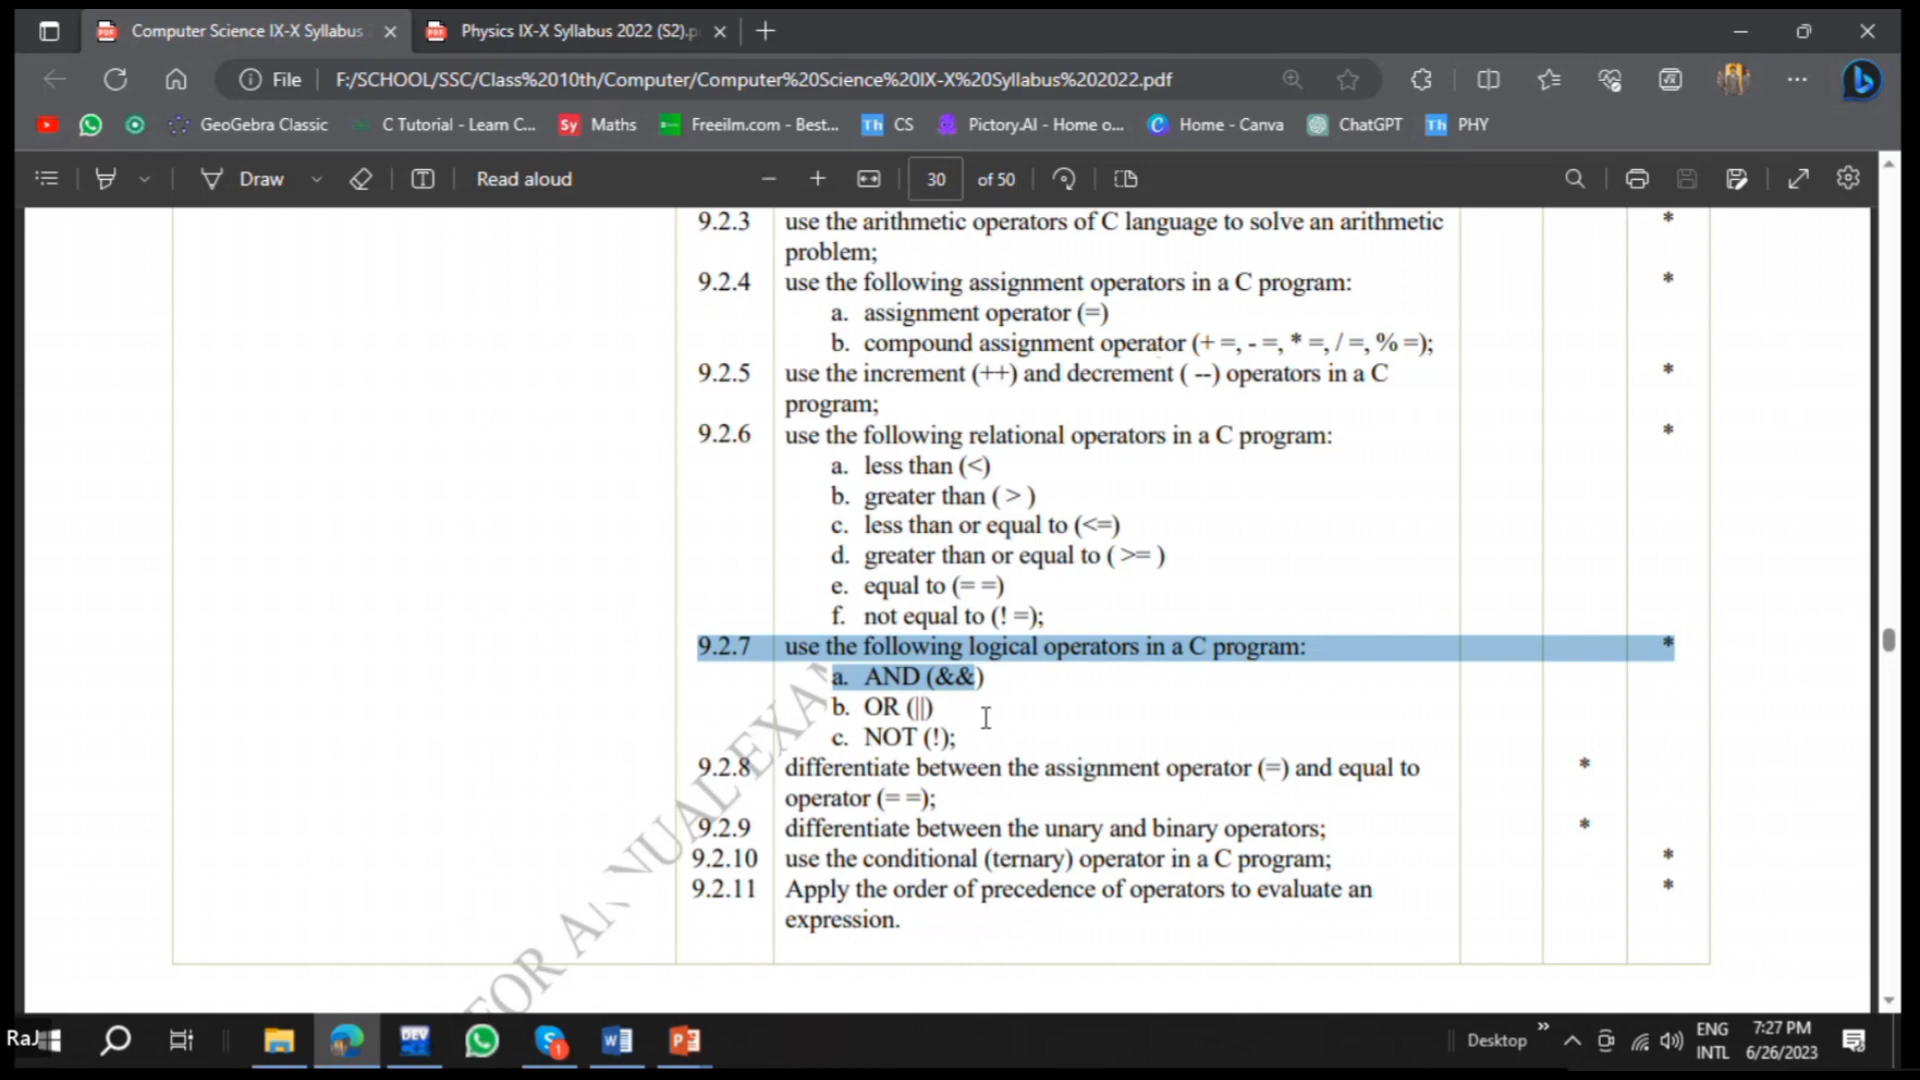 Computer Science IX-X Syllabus
Physics IX-X Syllabus 2022 (S2).p
File
F:/SCHOOL/SSC/Class%2010th/Computer/Computer%20Science%20IX-X%20Syllabus%202022.pdf
GeoGebra Classic
C Tutorial - Learn C...
Sy Maths
Freeilm.com - Best...
Th CS
Pictory.AI - Home o...
C Home - Canva
ChatGPT
Th PHY
Draw
Read aloud
30 of 50
9.2.3 use the arithmetic operators of C language to solve an arithmetic *
problem;
9.2.4 use the following assignment operators in a C program: *
a. assignment operator (=)
b. compound assignment operator (+ =, - =, * =, / =, % =);
9.2.5 use the increment (++) and decrement ( --) operators in a C *
program;
9.2.6 use the following relational operators in a C program: *
a. less than (<)
b. greater than ( > )
c. less than or equal to (<=)
d. greater than or equal to ( >= )
e. equal to (= =)
f. not equal to (! =);
9.2.7 use the following logical operators in a C program: *
a. AND (&&)
b. OR (||)
c. NOT (!);
9.2.8 differentiate between the assignment operator (=) and equal to *
operator (= =);
9.2.9 differentiate between the unary and binary operators; *
9.2.10 use the conditional (ternary) operator in a C program; *
9.2.11 Apply the order of precedence of operators to evaluate an *
expression.
FOR ANNUAL EXA
RAJ
DEV
1
Desktop
ENG
INTL
7:27 PM
6/26/2023